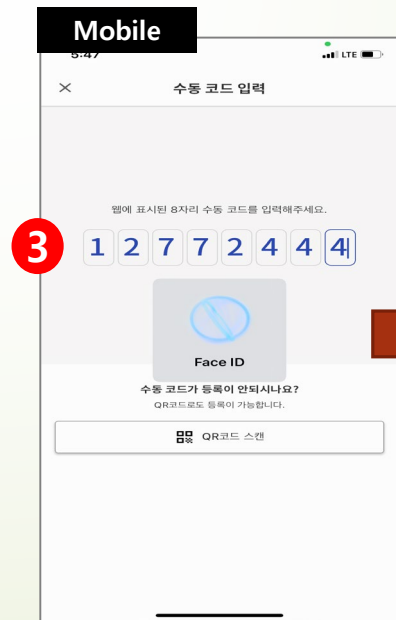 Mobile
5:47
LTE
수동 코드 입력
웹에 표시된 8자리 수동 코드를 입력해주세요.
3
1 2 7 7 2 4 4 4
Face ID
수동 코드가 등록이 안되시나요?
QR코드로도 등록이 가능합니다.
QR코드 스캔